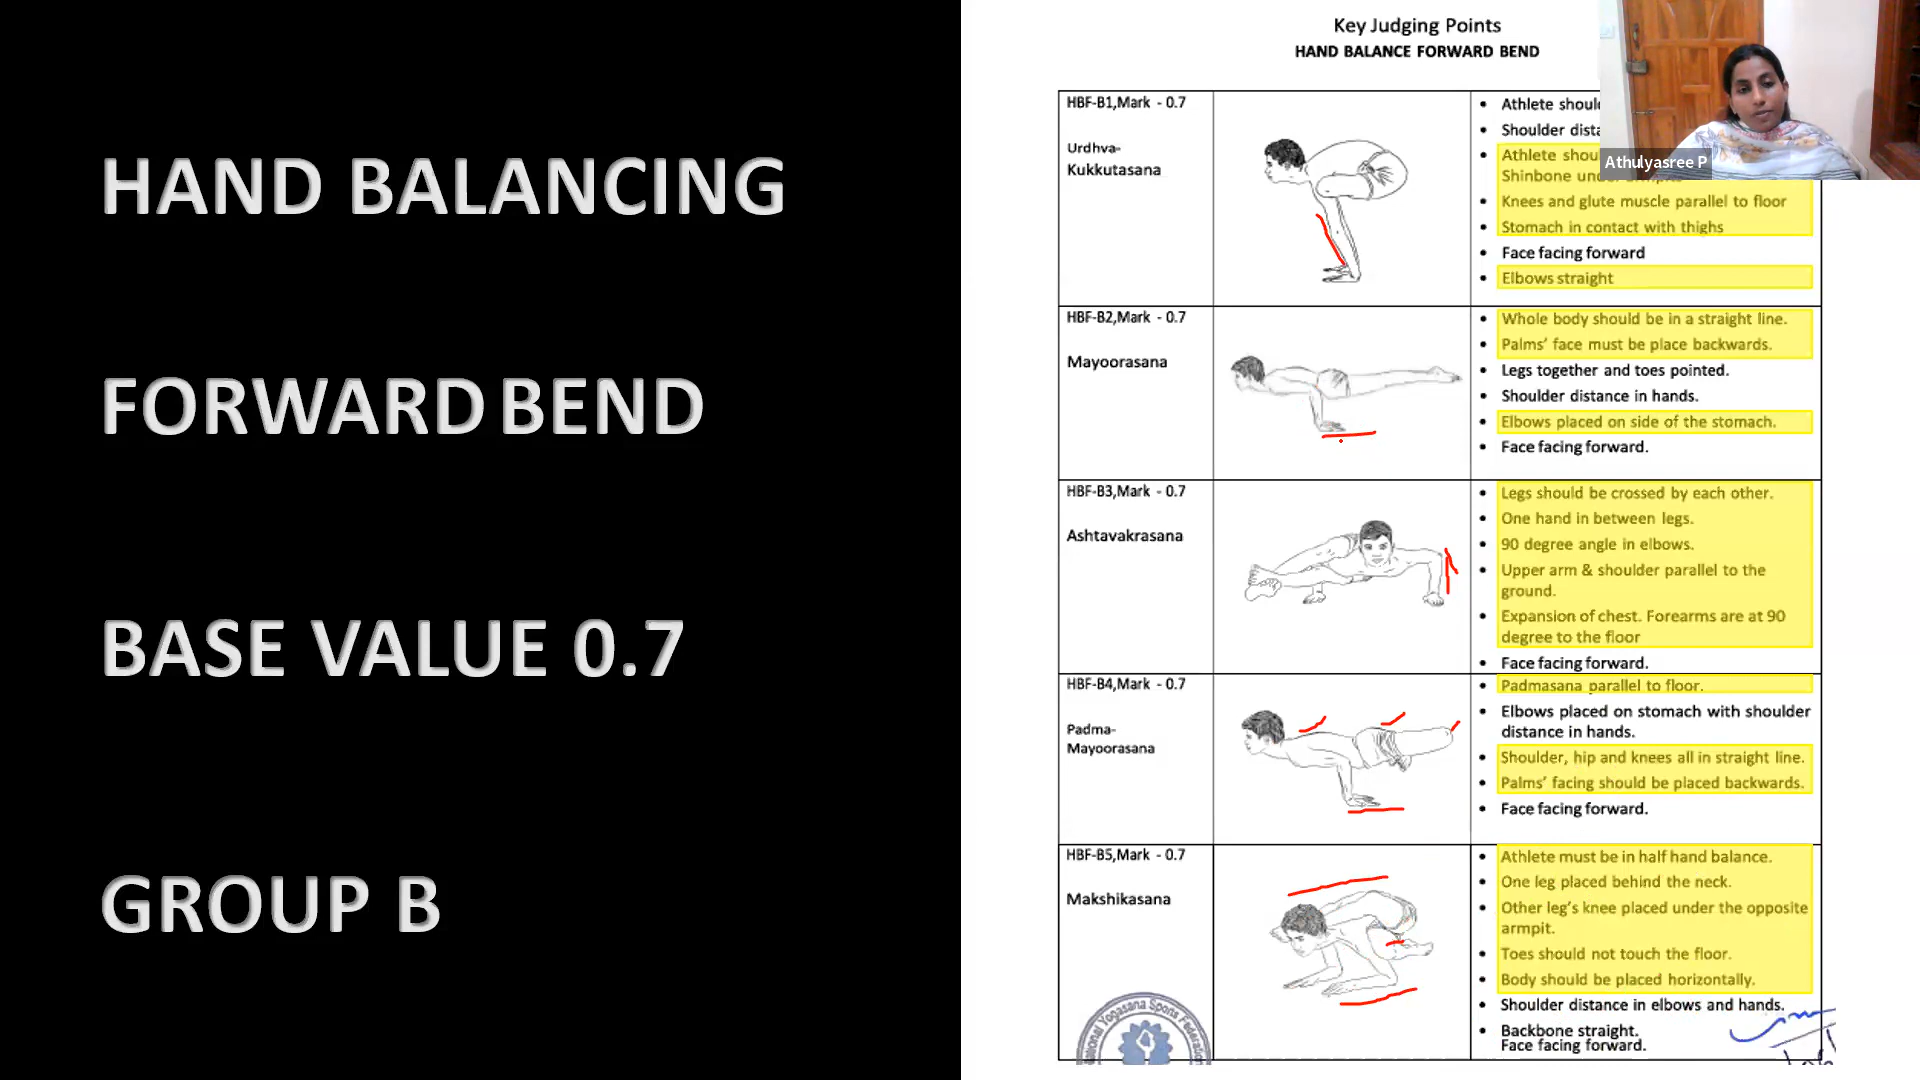 HAND BALANCING
FORWARD BEND
BASE VALUE 0.7
GROUP B
Key Judging Points
HAND BALANCE FORWARD BEND
HBF-B1,Mark - 0.7
Urdhva-
Kukkutasana
• Athlete
• Shoulder
• Athlete
Shinbone
• Knees and glute muscle parallel to floor
• Stomach in contact with thighs
• Face facing forward
• Elbows straight
Athulyasree P
HBF-B2,Mark - 0.7
Mayoorasana
• Whole body should be in a straight line.
• Palms' face must be place backwards.
• Legs together and toes pointed.
• Shoulder distance in hands.
• Elbows placed on side of the stomach.
• Face facing forward.
HBF-B3,Mark - 0.7
Ashtavakrasana
• Legs should be crossed by each other.
• One hand in between legs.
• 90 degree angle in elbows.
• Upper arm & shoulder parallel to the
ground.
• Expansion of chest. Forearms are at 90
degree to the floor
• Face facing forward.
HBF-B4,Mark - 0.7
Padma-
Mayoorasana
• Padmasana parallel to floor.
• Elbows placed on stomach with shoulder
distance in hands.
• Shoulder, hip and knees all in straight line.
• Palms' facing should be placed backwards.
• Face facing forward.
HBF-B5,Mark - 0.7
Makshikasana
• Athlete must be in half hand balance.
• One leg placed behind the neck.
• Other leg's knee placed under the opposite
armpit.
• Toes should not touch the floor.
• Body should be placed horizontally.
• Shoulder distance in elbows and hands.
• Backbone straight.
Face facing forward.
Yogasana Sports